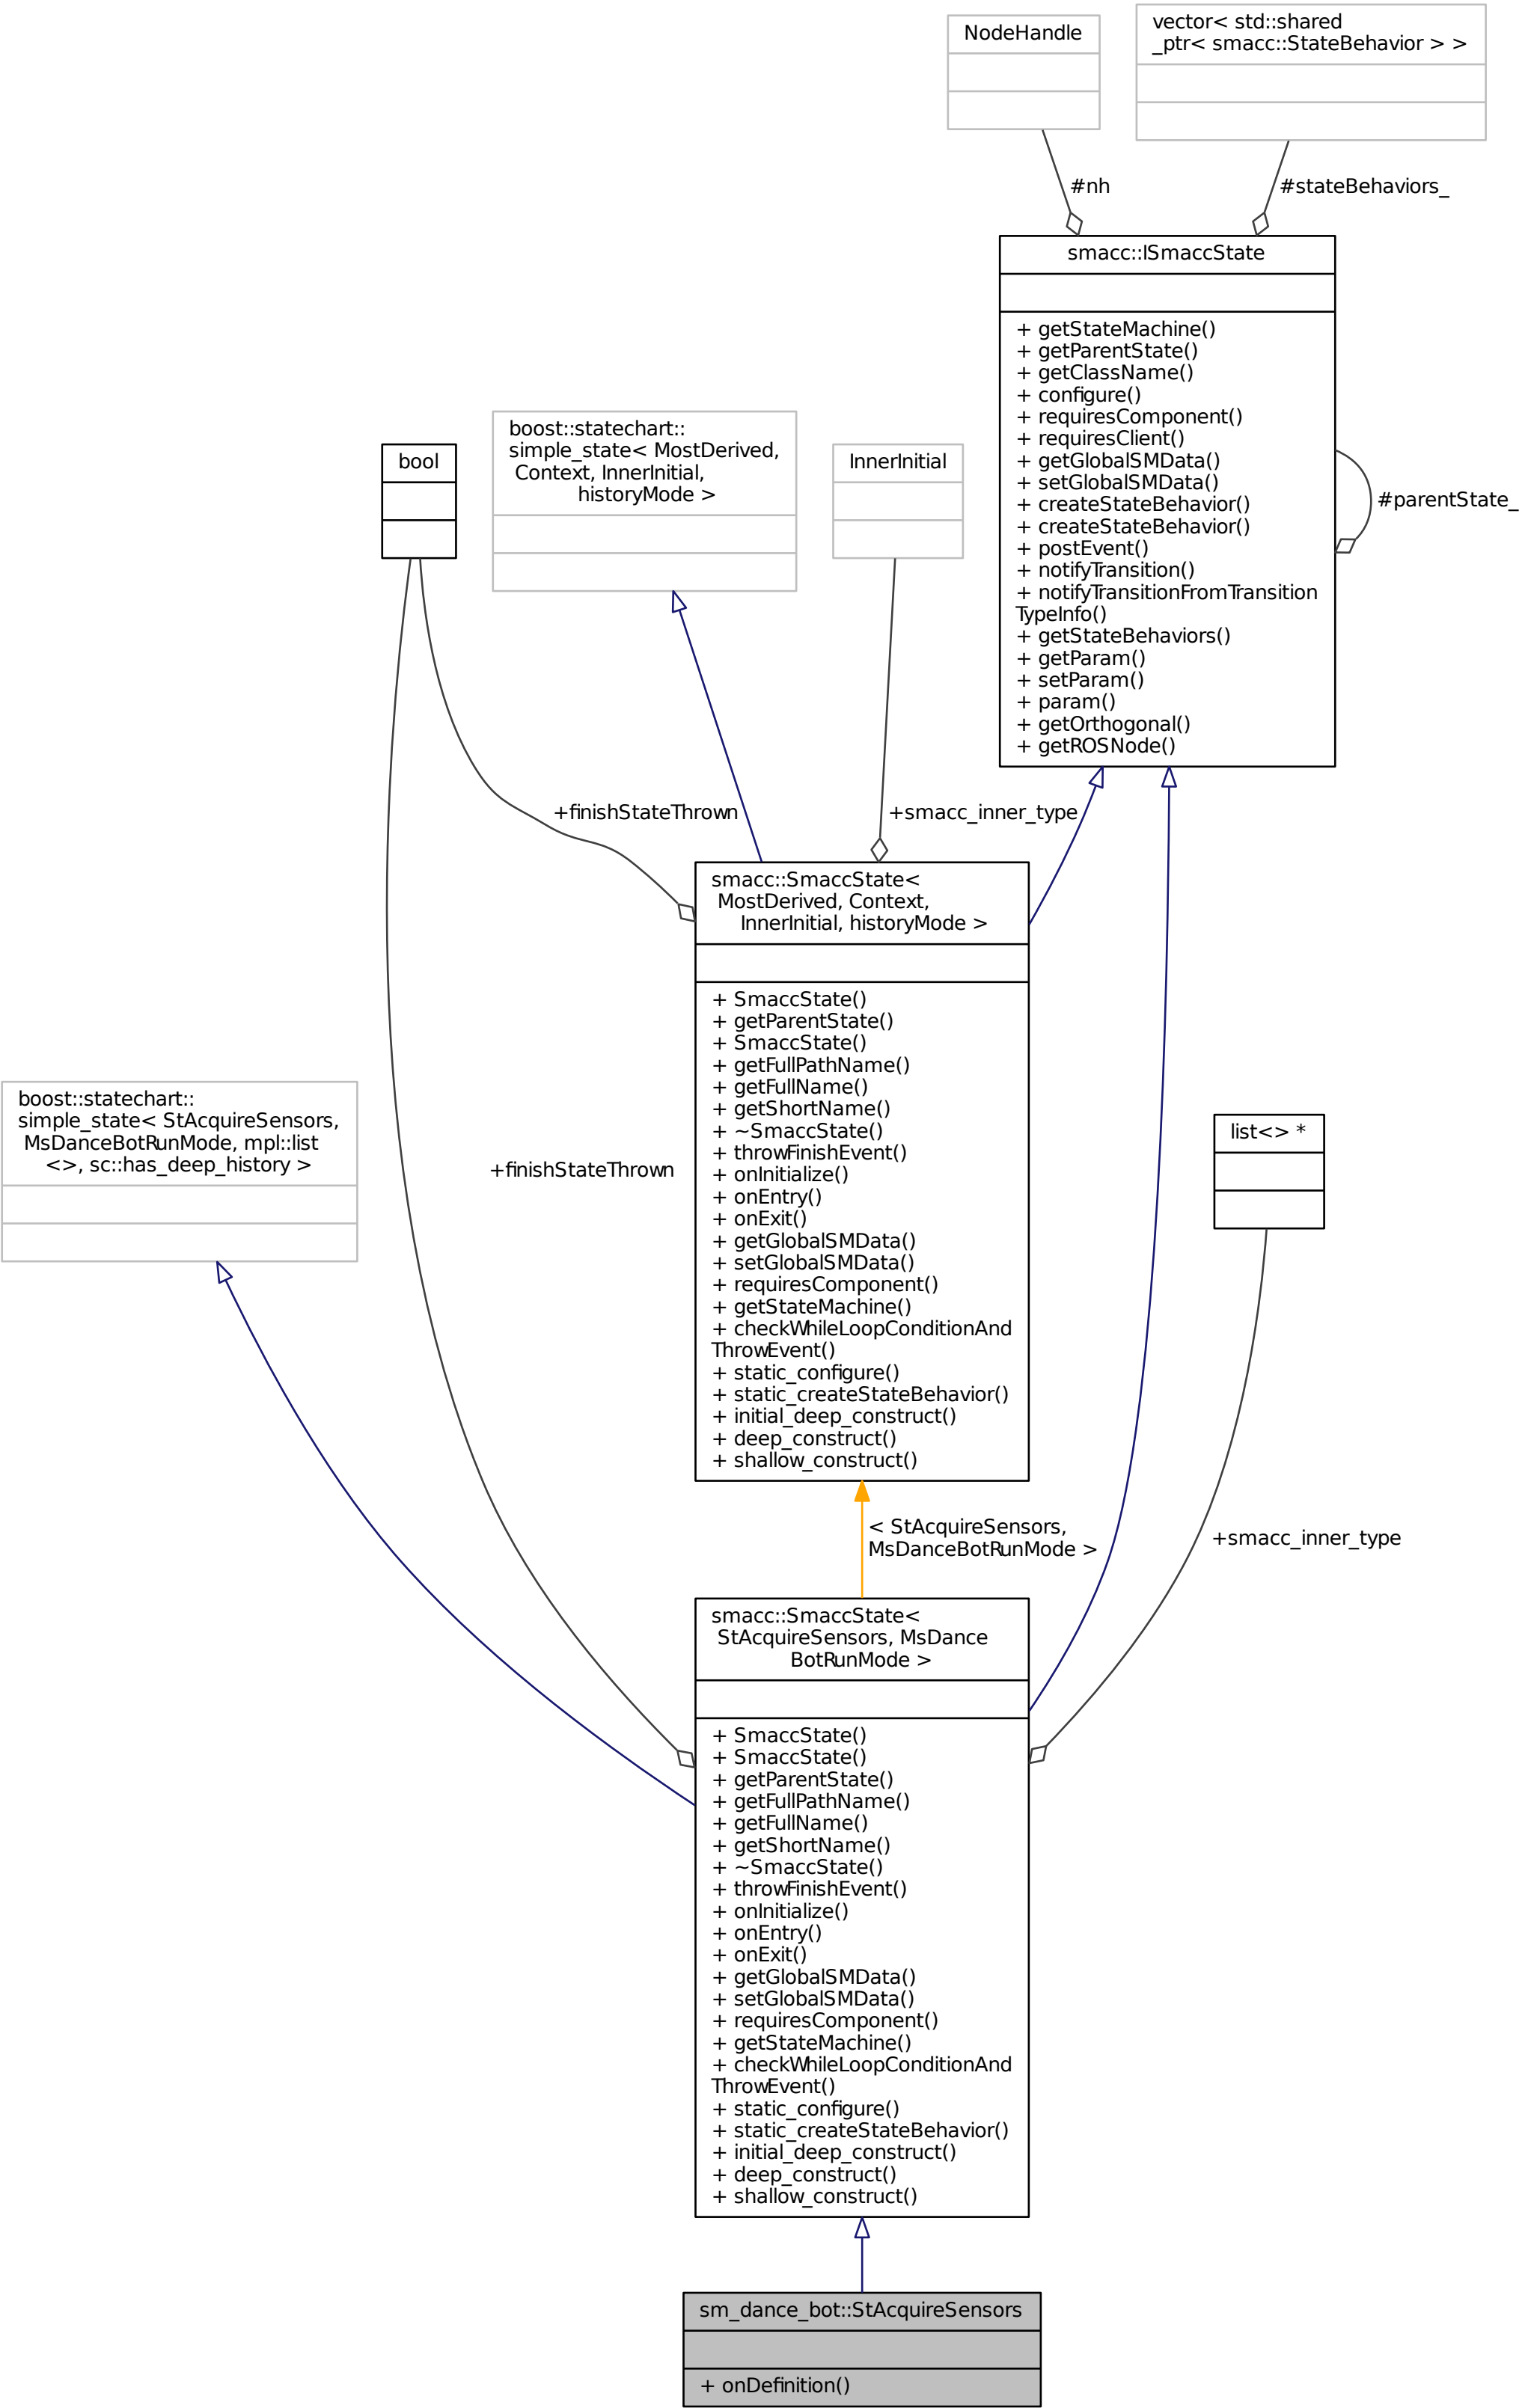 NodeHandle
vector< std::shared
_ptr< smacc::StateBehavior > >
#nh
#stateBehaviors_
smacc::ISmaccState
+ getStateMachine()
+ getParentState()
+ getClassName()
+ configure()
+ requiresComponent()
+ requiresClient()
+ getGlobalSMData()
+ setGlobalSMData()
+ createStateBehavior()
+ createStateBehavior()
+ postEvent()
+ notifyTransition()
+ notifyTransitionFromTransition
TypeInfo()
+ getStateBehaviors()
+ getParam()
+ setParam()
+ param()
+ getOrthogonal()
+ getROSNode()
#parentState_
bool
boost::statechart::
simple_state< MostDerived,
Context, InnerInitial,
historyMode >
InnerInitial
+finishStateThrown
+smacc_inner_type
smacc::SmaccState<
MostDerived, Context,
InnerInitial, historyMode >
+ SmaccState()
+ getParentState()
+ SmaccState()
+ getFullPathName()
+ getFullName()
+ getShortName()
+ ~SmaccState()
+ throwFinishEvent()
+ onInitialize()
+ onEntry()
+ onExit()
+ getGlobalSMData()
+ setGlobalSMData()
+ requiresComponent()
+ getStateMachine()
+ checkWhileLoopConditionAnd
ThrowEvent()
+ static_configure()
+ static_createStateBehavior()
+ initial_deep_construct()
+ deep_construct()
+ shallow_construct()
boost::statechart::
simple_state< StAcquireSensors,
MsDanceBotRunMode, mpl::list
<>, sc::has_deep_history >
+finishStateThrown
list<> *
< StAcquireSensors,
MsDanceBotRunMode >
+smacc_inner_type
smacc::SmaccState<
StAcquireSensors, MsDance
BotRunMode >
+ SmaccState()
+ SmaccState()
+ getParentState()
+ getFullPathName()
+ getFullName()
+ getShortName()
+ ~SmaccState()
+ throwFinishEvent()
+ onInitialize()
+ onEntry()
+ onExit()
+ getGlobalSMData()
+ setGlobalSMData()
+ requiresComponent()
+ getStateMachine()
+ checkWhileLoopConditionAnd
ThrowEvent()
+ static_configure()
+ static_createStateBehavior()
+ initial_deep_construct()
+ deep_construct()
+ shallow_construct()
sm_dance_bot::StAcquireSensors
+ onDefinition()